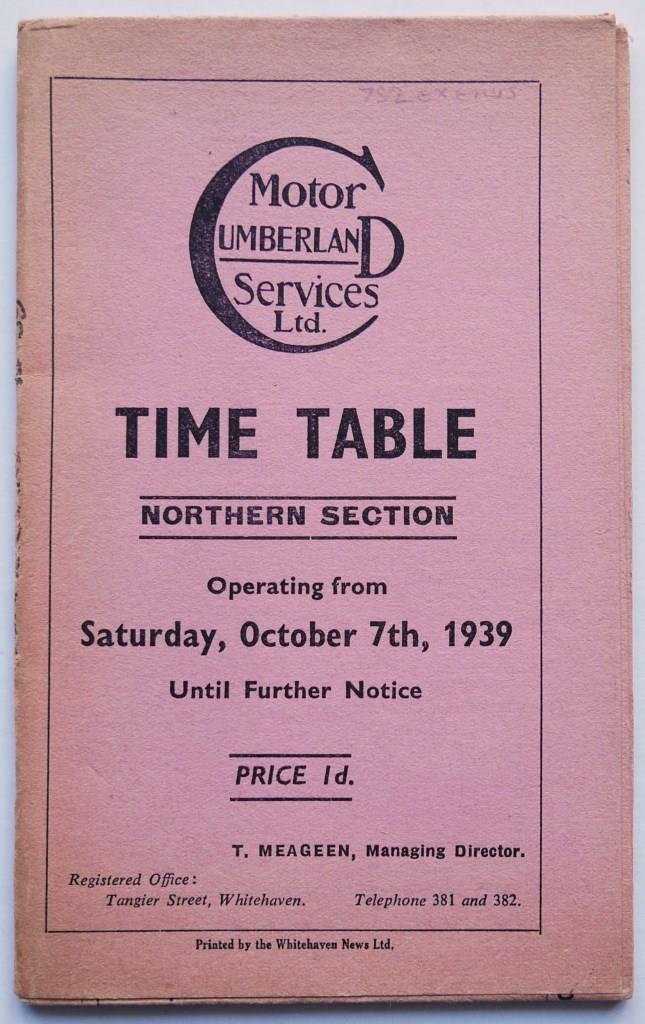 Motor
CUMBERLAND
Services
Ltd.
TIME TABLE
NORTHERN SECTION
Operating from
Saturday, October 7th, 1939
Until Further Notice
PRICE 1d.
T. MEAGEEN, Managing Director.
Registered Office:
Tangier Street, Whitehaven. Telephone 381 and 382.
Printed by the Whitehaven News Ltd.